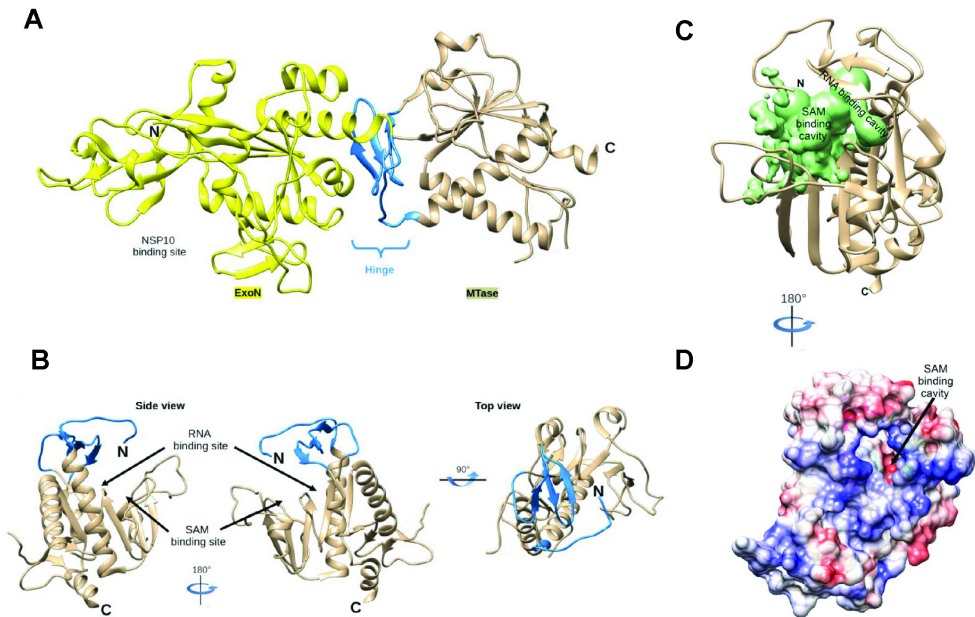 A
N
C
NSP10
binding site
Hinge
ExoN
MTase
B
Side view
Top view
RNA
binding site
N
N
90°
N
SAM
binding site
180°
C
C
C
N
RNA binding cavity
SAM
binding
cavity
C
180°
D
SAM
binding
cavity